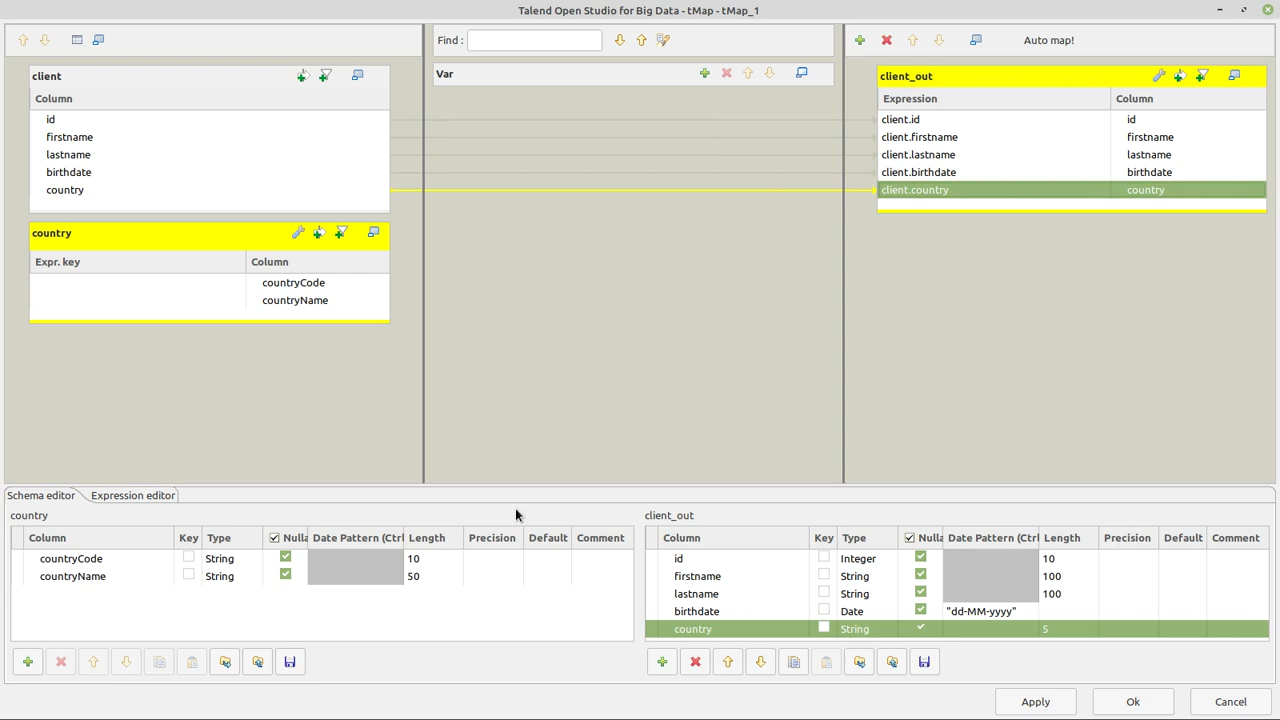 Talend Open Studio for Big Data - tMap - tMap_1
Find :
Auto map!
client
Column
id
firstname
lastname
birthdate
country
country
Expr. key Column
countryCode
countryName
Var
client_out
Expression Column
client.id id
client.firstname firstname
client.lastname lastname
client.birthdate birthdate
client.country country
Schema editor Expression editor
country
Column Key Type Nulla Date Pattern (Ctrl Length Precision Default Comment
countryCode String 10
countryName String 50
client_out
Column Key Type Nulla Date Pattern (Ctrl Length Precision Default Comment
id Integer 10
firstname String 100
lastname String 100
birthdate Date "dd-MM-yyyy"
country String 5
Apply Ok Cancel